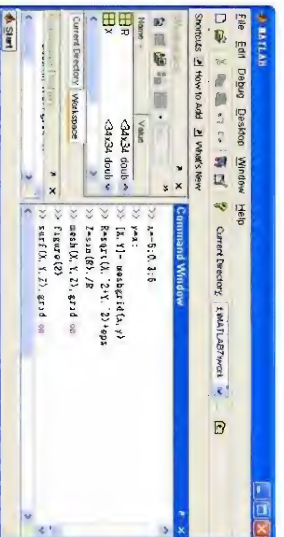 MATLAB
File Edit Debug Desktop Window Help
Current Directory: E:\MATLAB7\work
Shortcuts How to Add What's New
Name Value
R <34x34 doub
X <34x34 doub
Current Directory Workspace
Command Window
>> x=-5:0.3:5
>> y=x;
>> [X,Y]= meshgrid(x,y)
>> R=sqrt(X.^2+Y.^2)+eps
>> Z=sin(R)./R
>> mesh(X,Y,Z),grid on
>> figure(2)
>> surf(X,Y,Z),grid on
Start